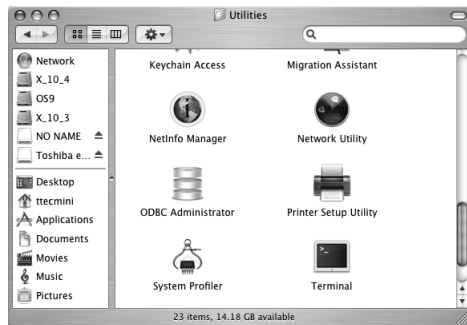 Utilities
Network
X_10_4
OS9
X_10_3
NO NAME
Toshiba e...
Desktop
ttecmini
Applications
Documents
Movies
Music
Pictures
Keychain Access
Migration Assistant
NetInfo Manager
Network Utility
ODBC Administrator
Printer Setup Utility
System Profiler
Terminal
23 items, 14.18 GB available